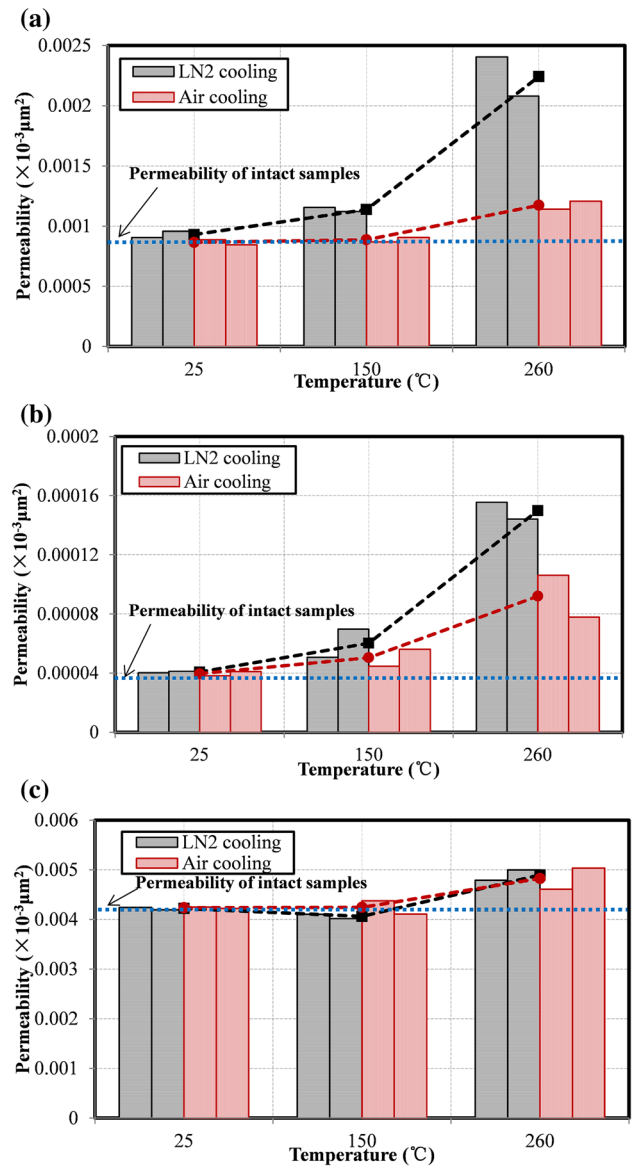 (a)
0.0025
LN2 cooling
0.002
Air cooling
0.0015
Permeability of intact samples
0.001
0.0005
0
Permeability (×10⁻³μm²)
25 150 260
Temperature (℃)
(b)
0.0002
LN2 cooling
0.00016
Air cooling
0.00012
Permeability of intact samples
0.00008
0.00004
0
Permeability (×10⁻³μm²)
25 150 260
Temperature (℃)
(c)
0.006
LN2 cooling
Air cooling
0.005
Permeability of intact samples
0.004
0.003
0.002
0.001
0
Permeability (×10⁻³μm²)
25 150 260
Temperature (℃)